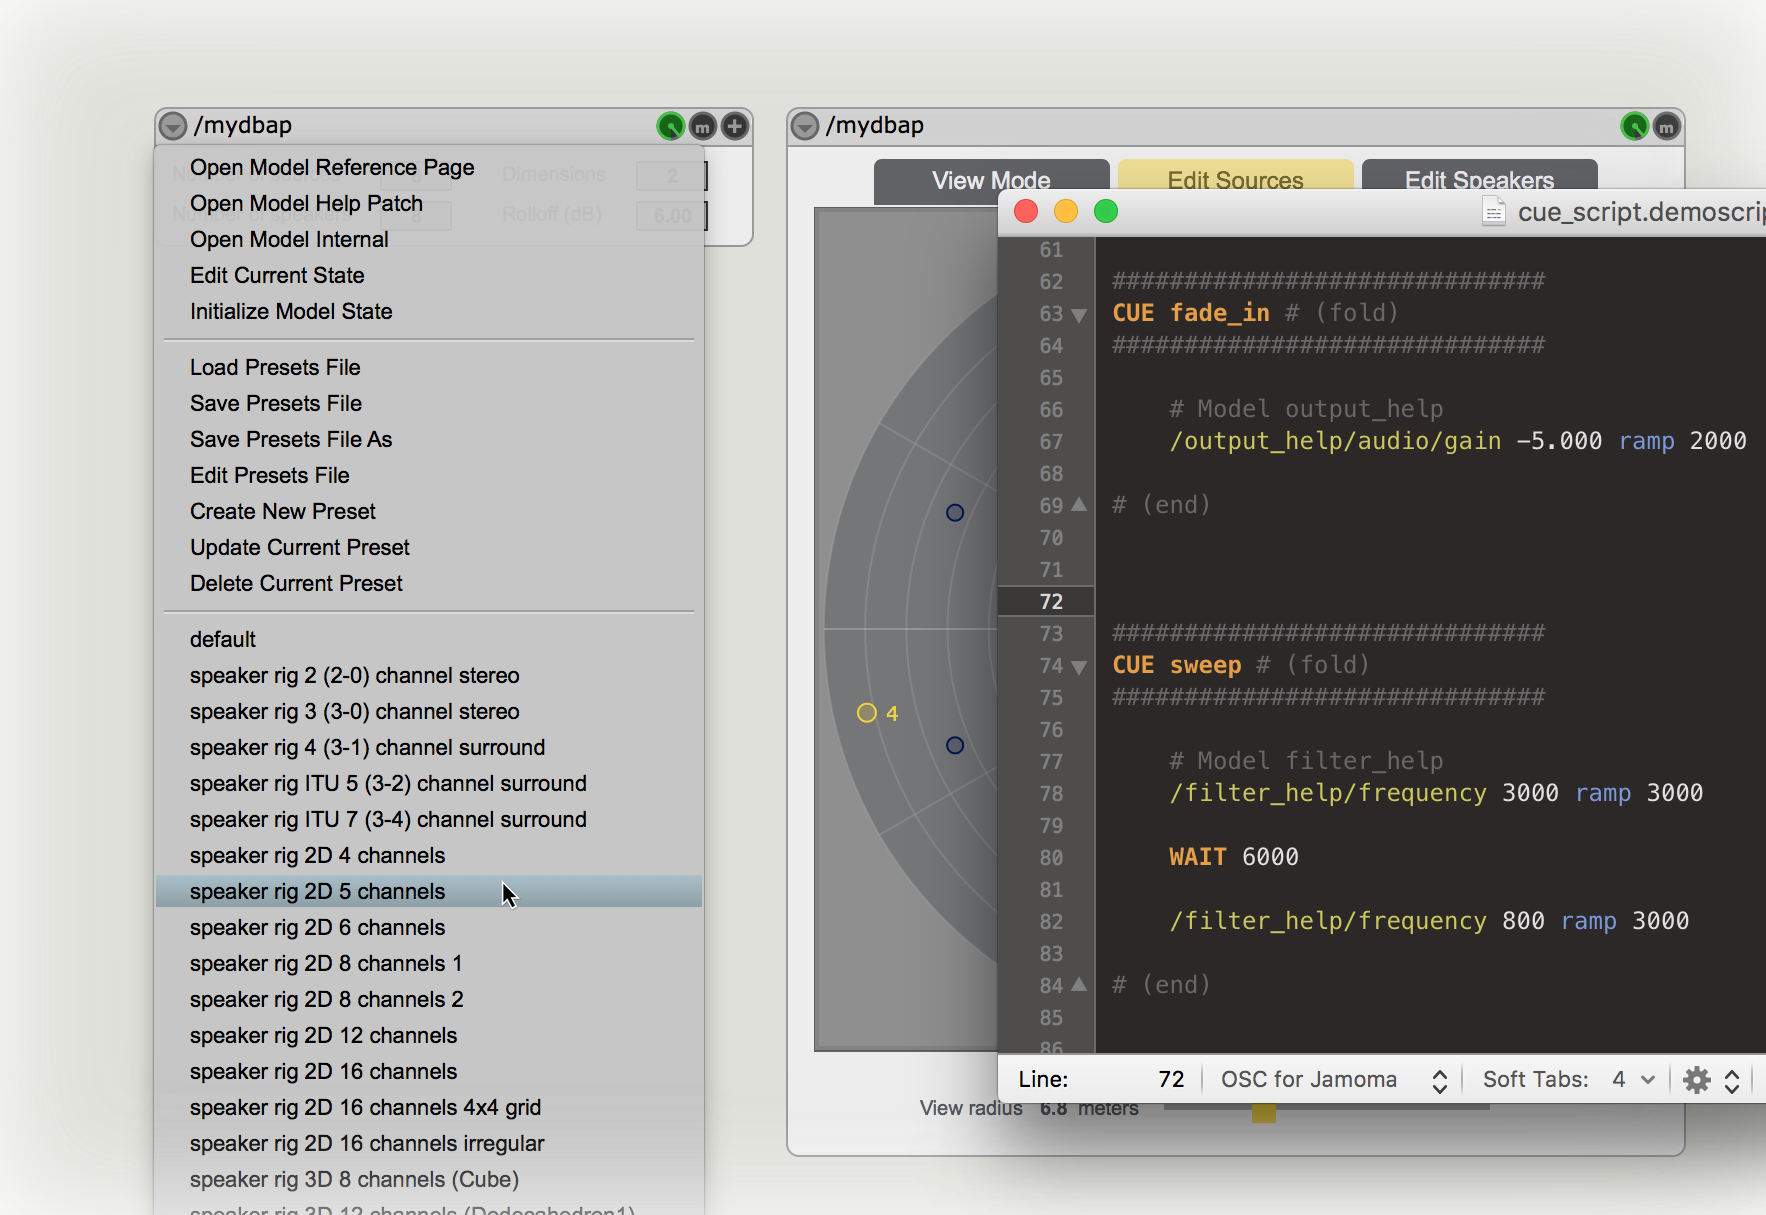 /mydbap
m
Open Model Reference Page
Dimensions 2
Open Model Help Patch
Number of speakers 8
Rolloff (dB) 6.00
Open Model Internal
Edit Current State
Initialize Model State
Load Presets File
Save Presets File
Save Presets File As
Edit Presets File
Create New Preset
Update Current Preset
Delete Current Preset
default
speaker rig 2 (2-0) channel stereo
speaker rig 3 (3-0) channel stereo
speaker rig 4 (3-1) channel surround
speaker rig ITU 5 (3-2) channel surround
speaker rig ITU 7 (3-4) channel surround
speaker rig 2D 4 channels
speaker rig 2D 5 channels
speaker rig 2D 6 channels
speaker rig 2D 8 channels 1
speaker rig 2D 8 channels 2
speaker rig 2D 12 channels
speaker rig 2D 16 channels
speaker rig 2D 16 channels 4x4 grid
speaker rig 2D 16 channels irregular
speaker rig 3D 8 channels (Cube)
speaker rig 3D 12 channels (Dodecahedron1)
/mydbap
m
View Mode
Edit Sources
Edit Speakers
4
View radius 6.8 meters
cue_script.demoscrip
61
62 ##############################
63 CUE fade_in # (fold)
64 ##############################
65
66 # Model output_help
67 /output_help/audio/gain -5.000 ramp 2000
68
69 # (end)
70
71
72
73 ##############################
74 CUE sweep # (fold)
75 ##############################
76
77 # Model filter_help
78 /filter_help/frequency 3000 ramp 3000
79
80 WAIT 6000
81
82 /filter_help/frequency 800 ramp 3000
83
84 # (end)
85
86
Line: 72 OSC for Jamoma Soft Tabs: 4